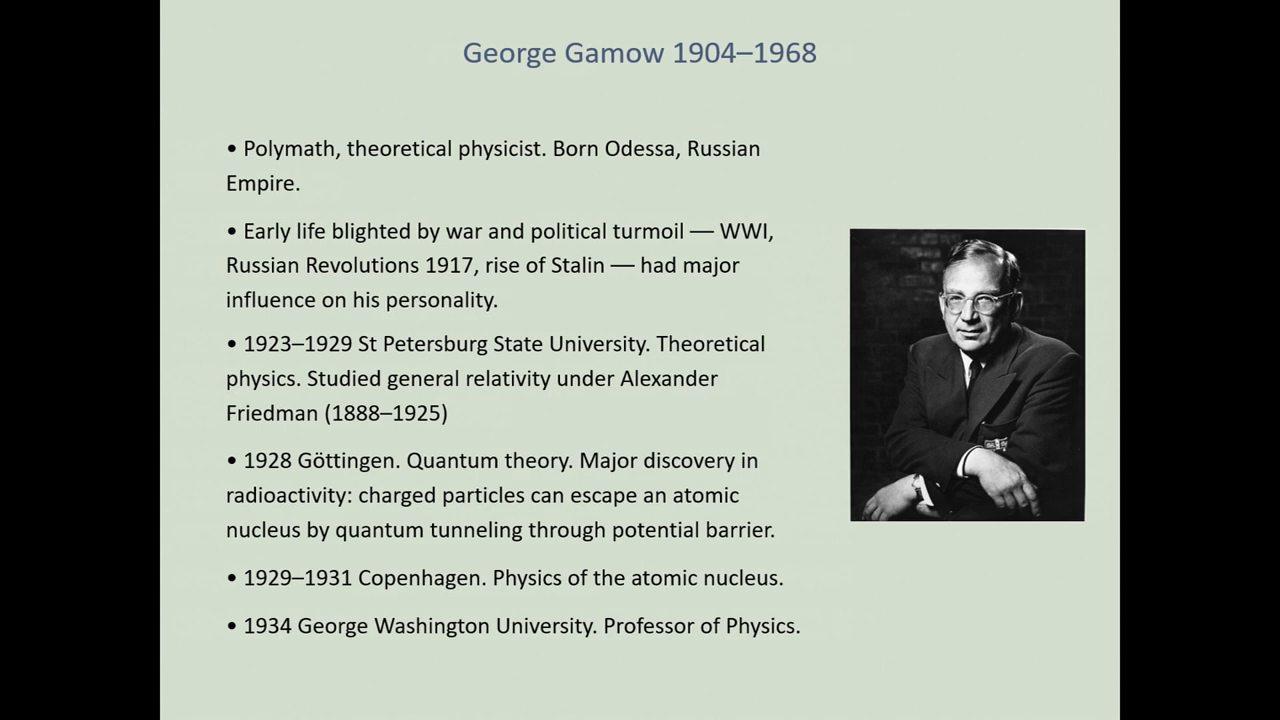 George Gamow 1904–1968
• Polymath, theoretical physicist. Born Odessa, Russian
Empire.
• Early life blighted by war and political turmoil — WWI,
Russian Revolutions 1917, rise of Stalin — had major
influence on his personality.
• 1923–1929 St Petersburg State University. Theoretical
physics. Studied general relativity under Alexander
Friedman (1888–1925)
• 1928 Göttingen. Quantum theory. Major discovery in
radioactivity: charged particles can escape an atomic
nucleus by quantum tunneling through potential barrier.
• 1929–1931 Copenhagen. Physics of the atomic nucleus.
• 1934 George Washington University. Professor of Physics.